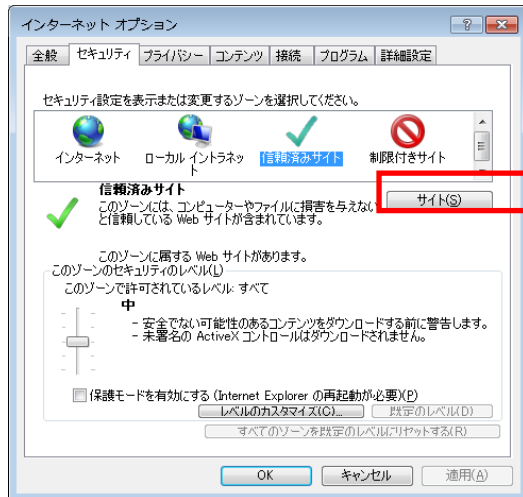 インターネット オプション
全般 セキュリティ プライバシー コンテンツ 接続 プログラム 詳細設定
セキュリティ設定を表示または変更するゾーンを選択してください。
インターネット ローカル イントラネッ 信頼済みサイト 制限付きサイト
ト
信頼済みサイト
このゾーンには、コンピューターやファイルに損害を与えない
と信頼している Web サイトが含まれています。
サイト(S)
このゾーンに属する Web サイトがあります。
このゾーンのセキュリティのレベル(L)
このゾーンで許可されているレベル: すべて
中
- 安全でない可能性のあるコンテンツをダウンロードする前に警告します。
- 未署名の ActiveX コントロールはダウンロードされません。
保護モードを有効にする (Internet Explorer の再起動が必要)(P)
レベルのカスタマイズ(C)... 既定のレベル(D)
すべてのゾーンを既定のレベルにリセットする(R)
OK キャンセル 適用(A)